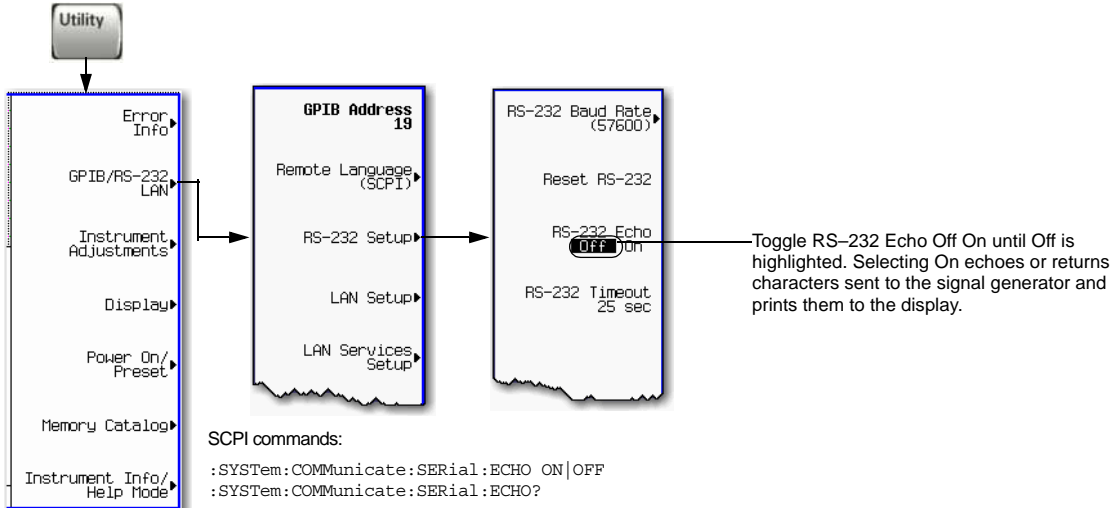 Utility
Error
Info
GPIB/RS-232
LAN
Instrument
Adjustments
Display
Power On/
Preset
Memory Catalog
Instrument Info/
Help Mode
GPIB Address
19
Remote Language
(SCPI)
RS-232 Setup
LAN Setup
LAN Services
Setup
RS-232 Baud Rate
(57600)
Reset RS-232
RS-232 Echo
Off On
RS-232 Timeout
25 sec
Toggle RS–232 Echo Off On until Off is
highlighted. Selecting On echoes or returns
characters sent to the signal generator and
prints them to the display.
SCPI commands:
:SYSTem:COMMunicate:SERial:ECHO ON|OFF
:SYSTem:COMMunicate:SERial:ECHO?